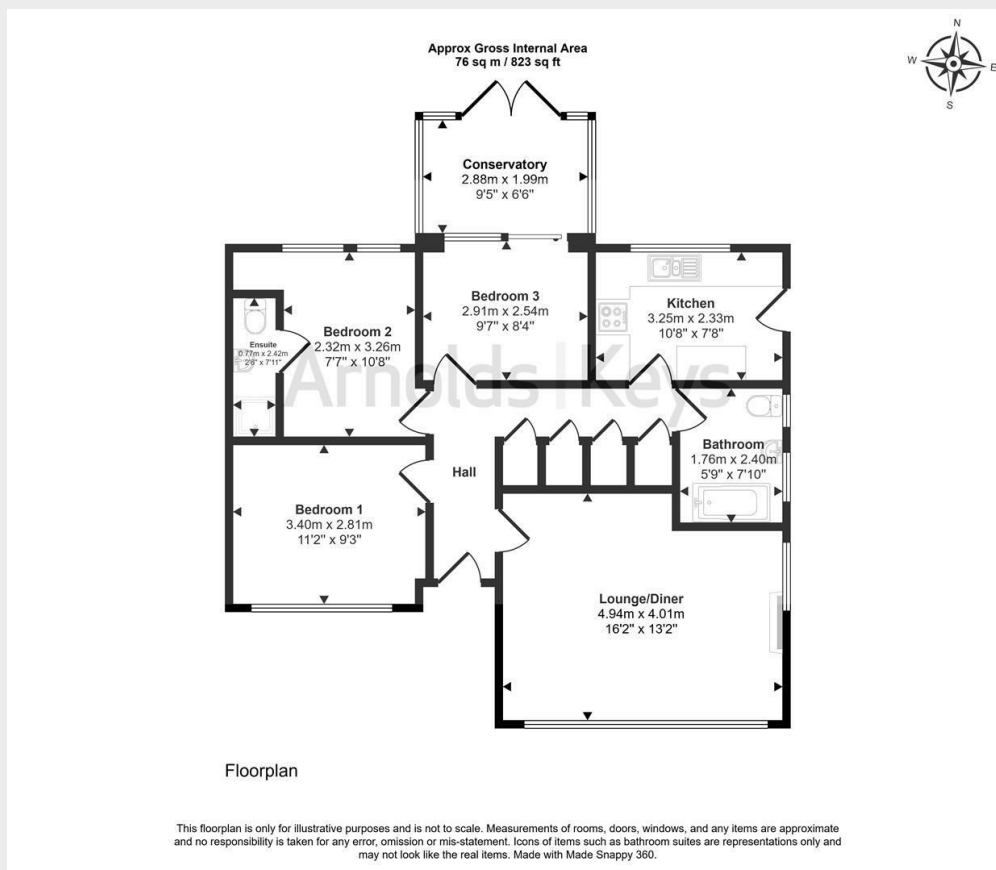 N
W
E
S
Approx Gross Internal Area
76 sq m / 823 sq ft
Conservatory
2.88m x 1.99m
9'5" x 6'6"
Bedroom 2
2.32m x 3.26m
7'7" x 10'8"
Ensuite
0.77m x 2.42m
2'6" x 7'11"
Bedroom 3
2.91m x 2.54m
9'7" x 8'4"
Kitchen
3.25m x 2.33m
10'8" x 7'8"
Arnolds | Keys
Bathroom
1.76m x 2.40m
5'9" x 7'10"
Hall
Bedroom 1
3.40m x 2.81m
11'2" x 9'3"
Lounge/Diner
4.94m x 4.01m
16'2" x 13'2"
Floorplan
This floorplan is only for illustrative purposes and is not to scale. Measurements of rooms, doors, windows, and any items are approximate
and no responsibility is taken for any error, omission or mis-statement. Icons of items such as bathroom suites are representations only and
may not look like the real items. Made with Made Snappy 360.